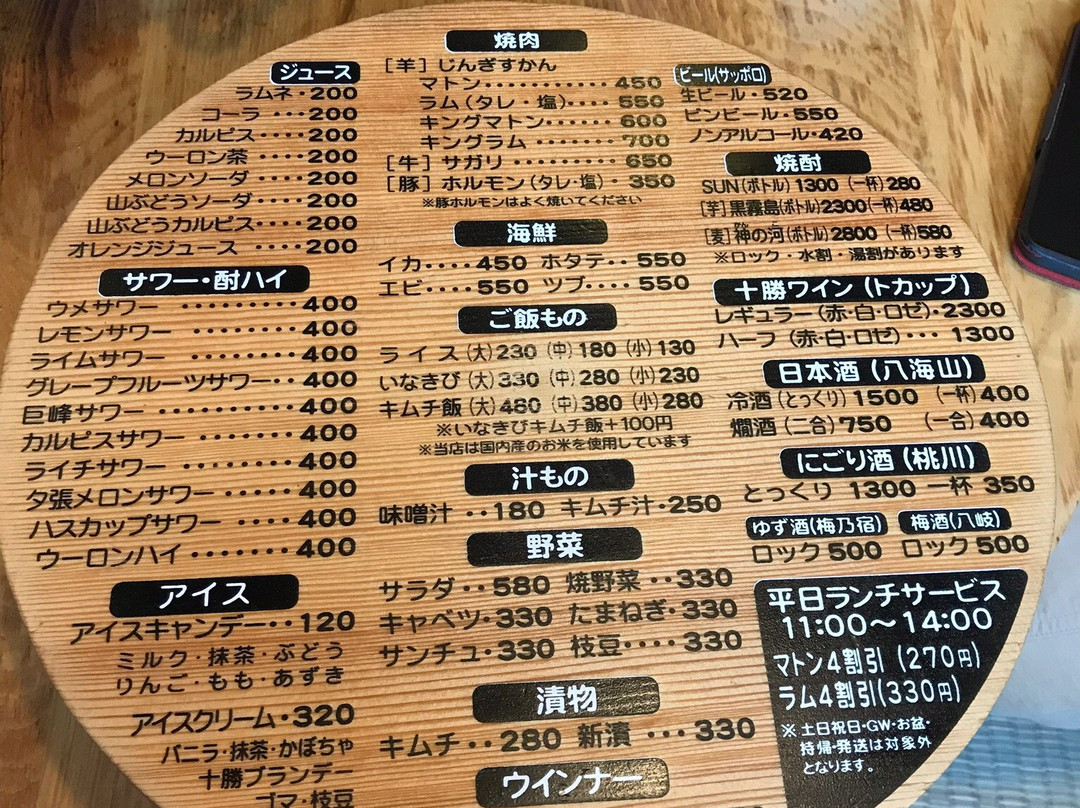 ジュース
ラムネ・200
コーラ ・・・200
カルピス・・・・200
ウーロン茶 ・・・・200
メロンソーダ ・・・・200
山ぶどうソーダ ・・200
山ぶどうカルピス・・・200
オレンジジュース ・・・200
サワー・酎ハイ
ウメサワー ・・・・・・・・・400
レモンサワー ・・・・・・・・400
ライムサワー ・・・・・・・・400
グレープフルーツサワー・・400
巨峰サワー ・・・・・・・・・・400
カルピスサワー ・・・・・・400
ライチサワー ・・・・・・・・400
夕張メロンサワー ・・・・・400
ハスカップサワー ・・・・400
ウーロンハイ ・・・・・・・400
アイス
アイスキャンデー・・120
ミルク・抹茶・ぶどう
りんご・もも・あずき
アイスクリーム・320
バニラ・抹茶・かぼちゃ
十勝ブランデー
ゴマ・枝豆
焼肉
[羊] じんぎすかん
マトン・・・・・・・・・・・・450
ラム(タレ・塩)・・・・550
キングマトン・・・・・・600
キングラム ・・・・・・・700
[牛] サガリ ・・・・・・・・・650
[豚] ホルモン(タレ・塩)・350
※豚ホルモンはよく焼いてください
海鮮
イカ・・・・450 ホタテ・・550
エビ・・・・550 ツブ・・・・550
ご飯もの
ライス(大)230 (中)180 (小)130
いなきび(大)330 (中)280 (小)230
キムチ飯(大)480 (中)380 (小)280
※いなきびキムチ飯+100円
※当店は国内産のお米を使用しています
汁もの
味噌汁 ・・180 キムチ汁・250
野菜
サラダ・・580 焼野菜 ・・330
キャベツ・330 たまねぎ・330
サンチュ・330 枝豆・・・・330
漬物
キムチ・・280 新漬 ・・・330
ウインナー
ビール(サッポロ)
生ビール・520
ビンビール・550
ノンアルコール・420
焼酎
SUN(ボトル) 1300 (一杯)280
[芋]黒霧島(ボトル)2300(一杯)480
[麦]神の河(ボトル)2800 (一杯)580
※ロック・水割・湯割があります
十勝ワイン (トカップ)
レギュラー(赤・白・ロゼ)・2300
ハーフ (赤・白・ロゼ)・・・ 1300
日本酒 (八海山)
冷酒(とっくり) 1500 (一杯)400
燗酒 (二合)750 (一合)400
にごり酒 (桃川)
とっくり 1300 一杯 350
ゆず酒(梅乃宿)
ロック 500
梅酒(八岐)
ロック 500
平日ランチサービス
11:00〜14:00
マトン4割引 (270円)
ラム4割引(330円)
※ 土日祝日・GW・お盆・
持帰・発送は対象外
となります。